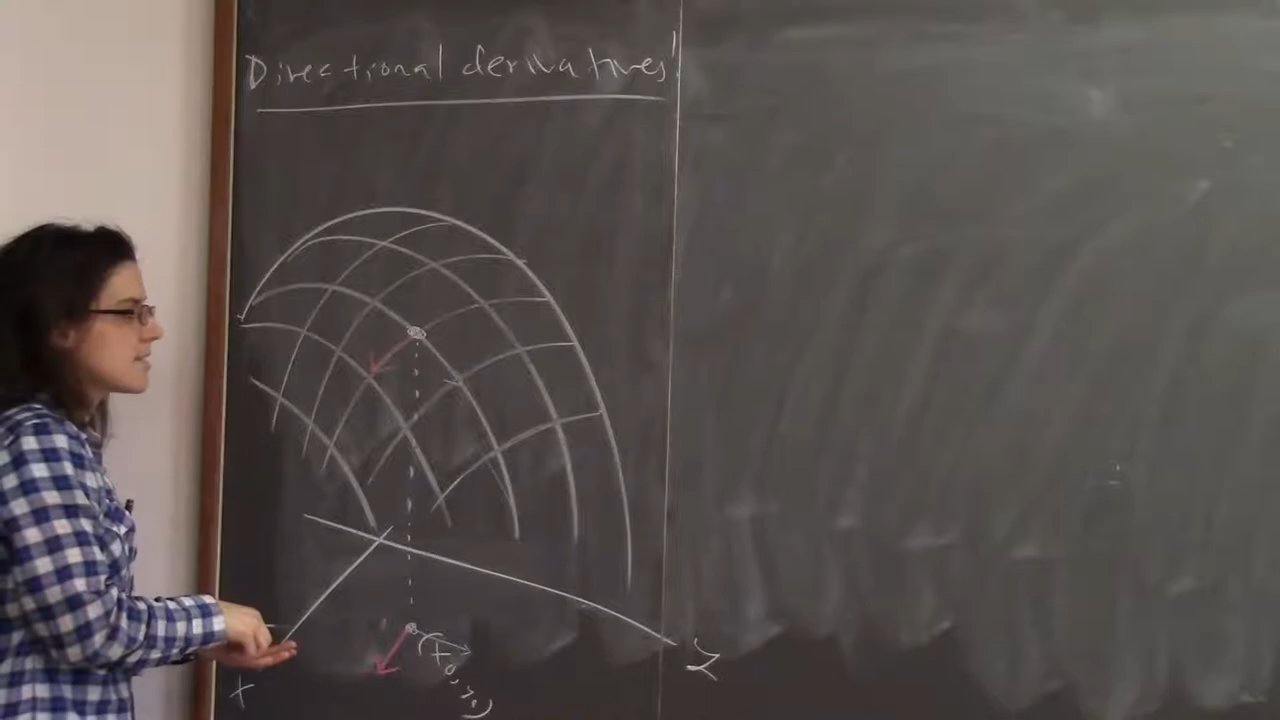 Directional derivatives!
(x₀, y₀)
y
x